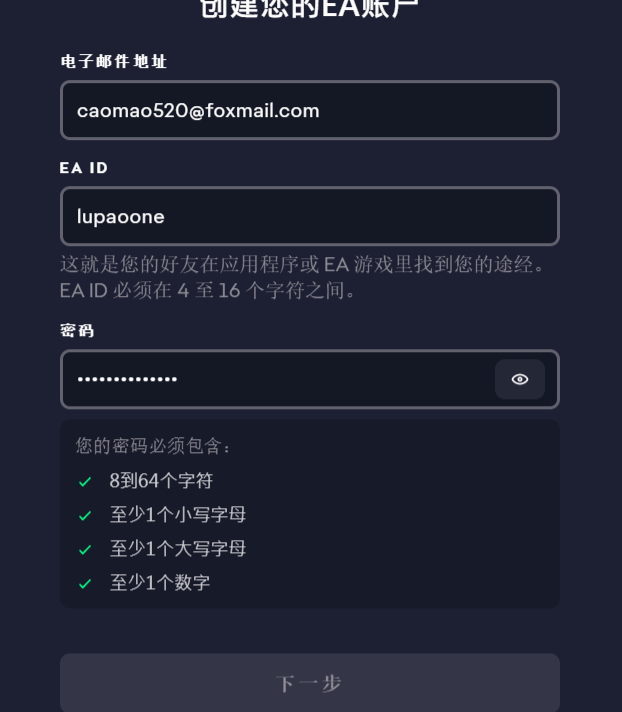 创建您的EA账户
电子邮件地址
caomao520@foxmail.com
EA ID
lupaoone
这就是您的好友在应用程序或 EA 游戏里找到您的途经。
EA ID 必须在 4 至 16 个字符之间。
密码
••••••••••••••
您的密码必须包含：
8到64个字符
至少1个小写字母
至少1个大写字母
至少1个数字
下一步